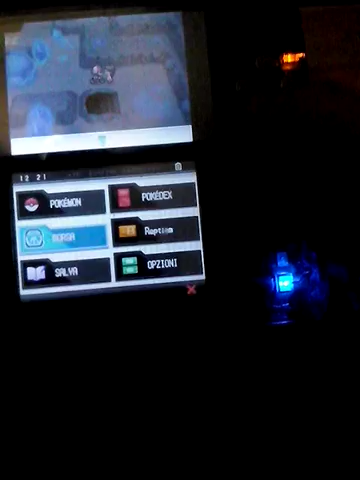 12 21
POKÉMON
POKÉDEX
BORSA
Raptism
SALVA
OPZIONI